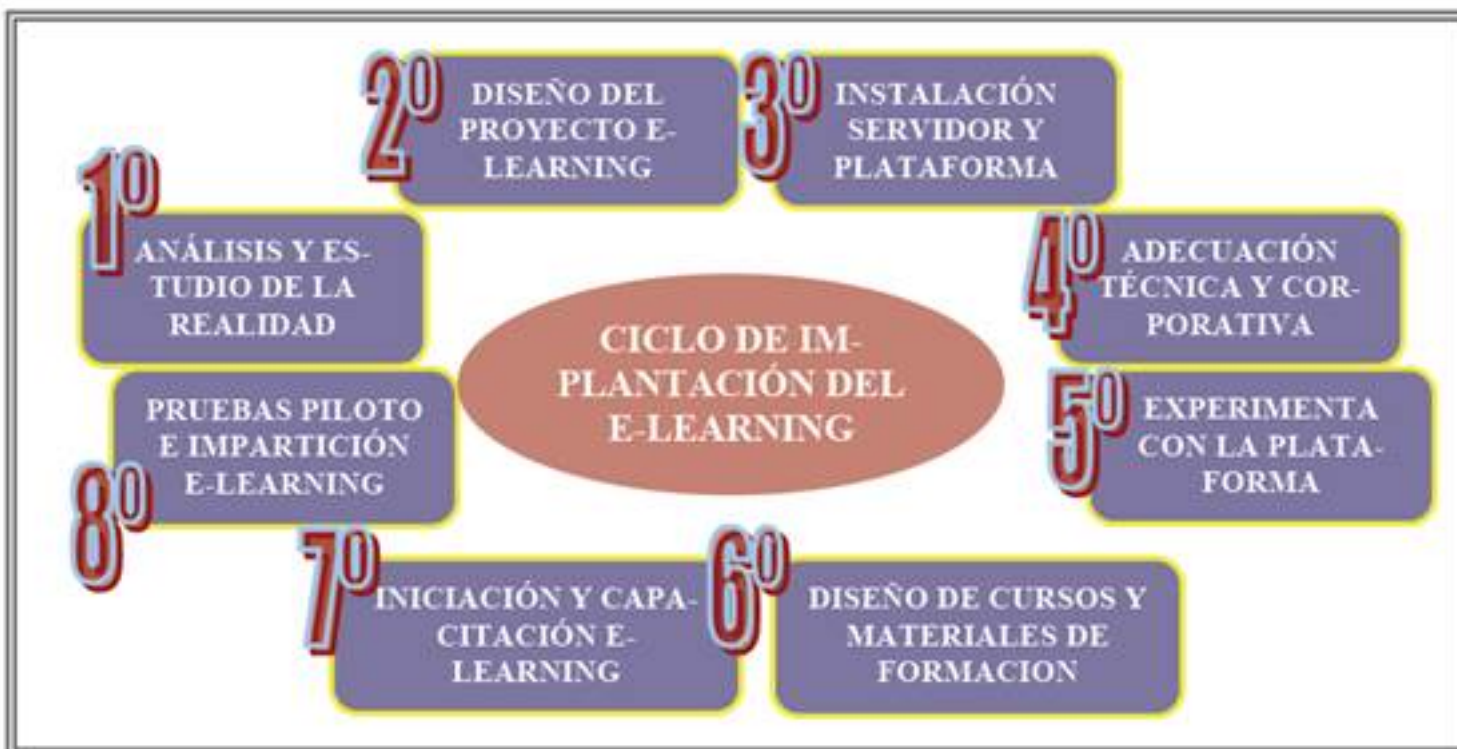 1º
ANÁLISIS Y ES-
TUDIO DE LA
REALIDAD
2º
DISEÑO DEL
PROYECTO E-
LEARNING
3º
INSTALACIÓN
SERVIDOR Y
PLATAFORMA
4º
ADECUACIÓN
TÉCNICA Y COR-
PORATIVA
5º
EXPERIMENTA
CON LA PLATA-
FORMA
6º
DISEÑO DE CURSOS Y
MATERIALES DE
FORMACION
7º
INICIACIÓN Y CAPA-
CITACIÓN E-
LEARNING
8º
PRUEBAS PILOTO
E IMPARTICIÓN
E-LEARNING
CICLO DE IM-
PLANTACIÓN DEL
E-LEARNING